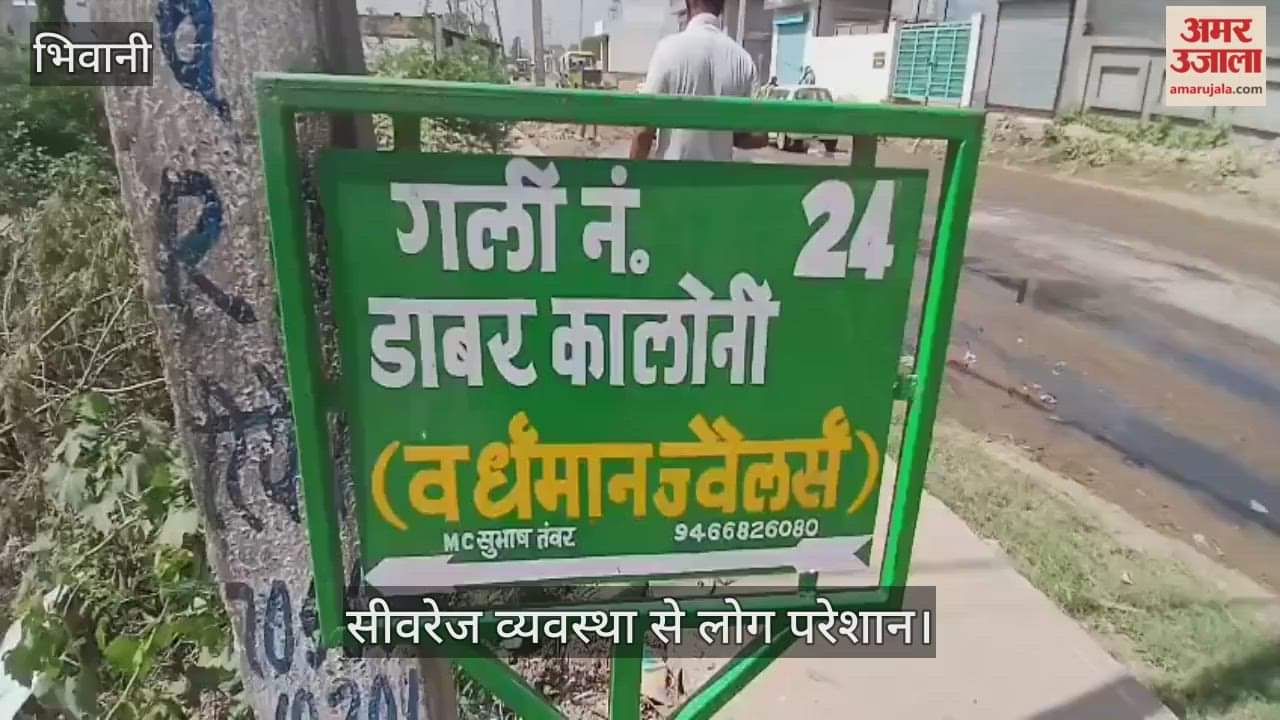 भिवानी
अमर
उजाला
amarujala.com
गली नं. 24
डाबर कालोनी
(वर्धमान ज्वैलर्स)
MC सुभाष तंवर 9466826080
सीवरेज व्यवस्था से लोग परेशान।